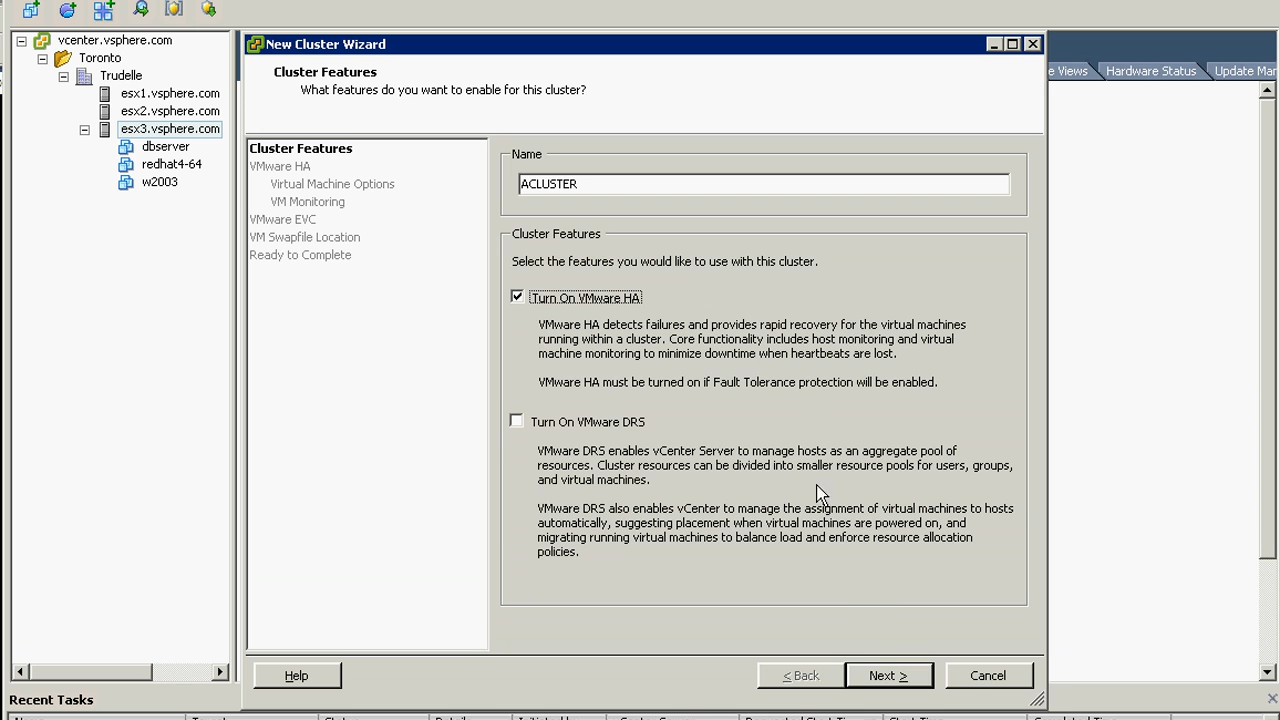 vcenter.vsphere.com
Toronto
Trudelle
esx1.vsphere.com
esx2.vsphere.com
esx3.vsphere.com
dbserver
redhat4-64
w2003
New Cluster Wizard
Cluster Features
What features do you want to enable for this cluster?
Cluster Features
VMware HA
Virtual Machine Options
VM Monitoring
VMware EVC
VM Swapfile Location
Ready to Complete
Name
ACLUSTER
Cluster Features
Select the features you would like to use with this cluster.
Turn On VMware HA
VMware HA detects failures and provides rapid recovery for the virtual machines
running within a cluster. Core functionality includes host monitoring and virtual
machine monitoring to minimize downtime when heartbeats are lost.
VMware HA must be turned on if Fault Tolerance protection will be enabled.
Turn On VMware DRS
VMware DRS enables vCenter Server to manage hosts as an aggregate pool of
resources. Cluster resources can be divided into smaller resource pools for users, groups,
and virtual machines.
VMware DRS also enables vCenter to manage the assignment of virtual machines to hosts
automatically, suggesting placement when virtual machines are powered on, and
migrating running virtual machines to balance load and enforce resource allocation
policies.
Help
< Back
Next >
Cancel
e Views
Hardware Status
Update Mar
Recent Tasks